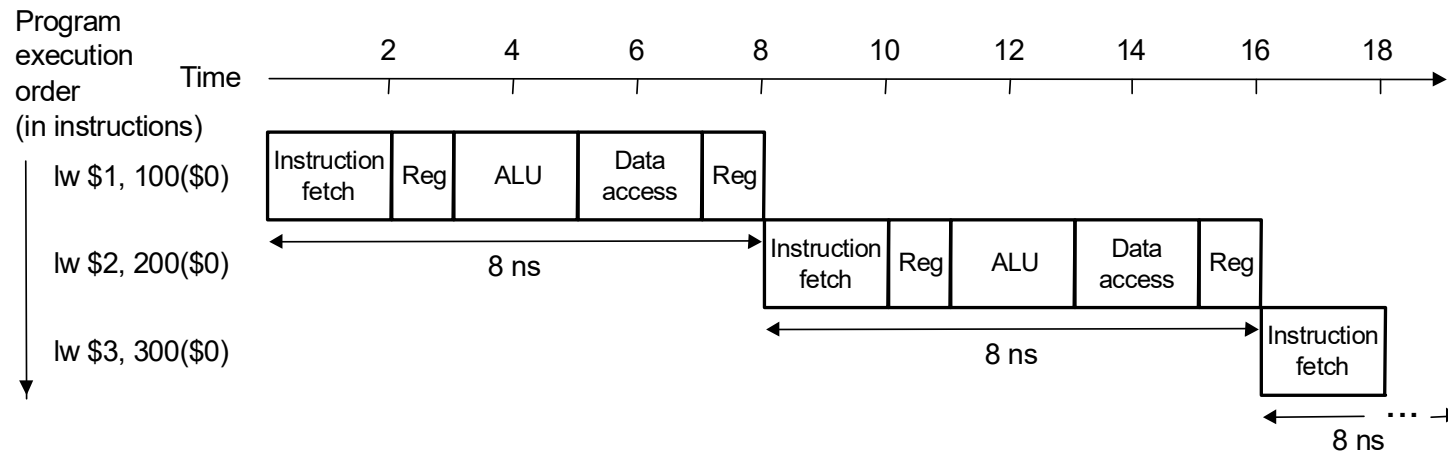 Program
execution
order
(in instructions)
Time
2 4 6 8 10 12 14 16 18
lw $1, 100($0)
Instruction
fetch
Reg
ALU
Data
access
Reg
8 ns
lw $2, 200($0)
Instruction
fetch
Reg
ALU
Data
access
Reg
8 ns
lw $3, 300($0)
Instruction
fetch
...
8 ns